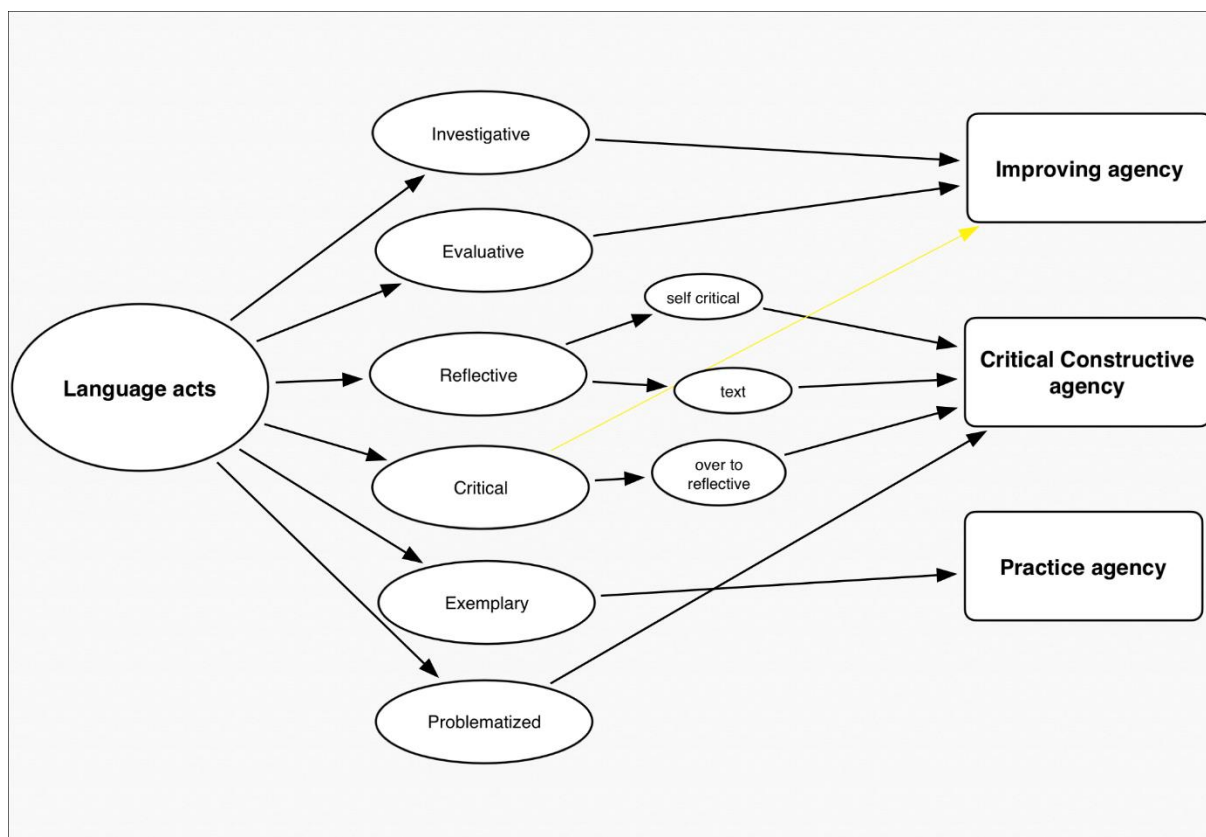 Language acts
Investigative
Evaluative
Reflective
Critical
Exemplary
Problematized
self critical
text
over to
reflective
Improving agency
Critical Constructive
agency
Practice agency